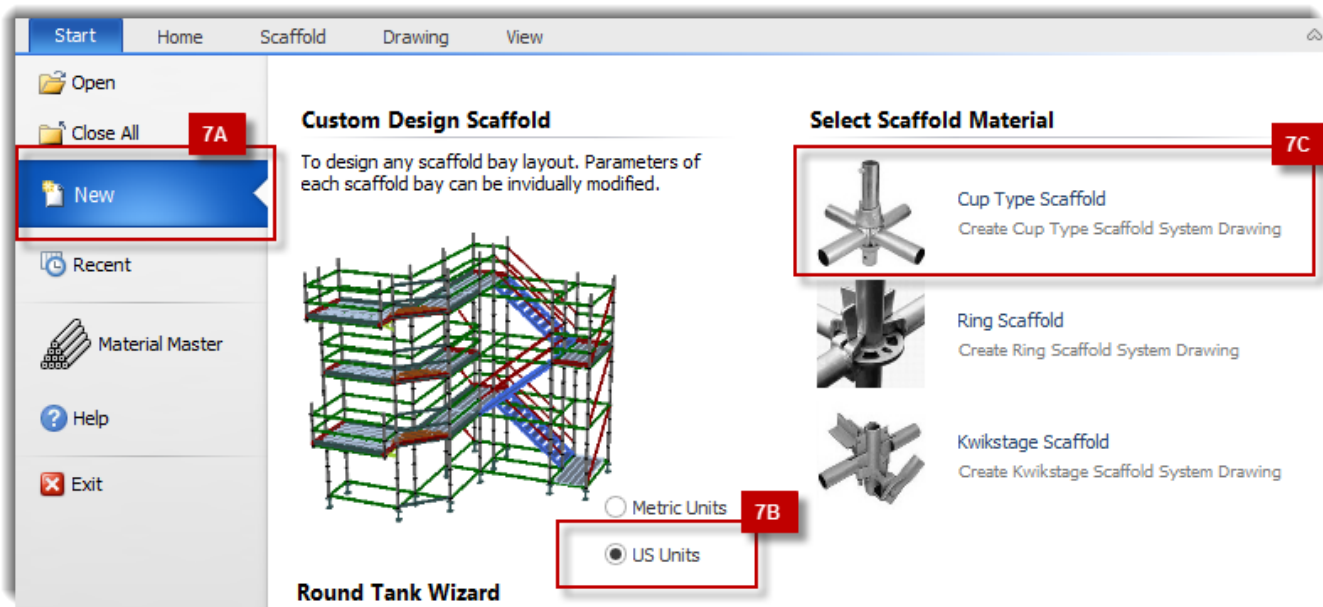 Start Home Scaffold Drawing View
Open
Close All
7A
New
Recent
Material Master
Help
Exit
Custom Design Scaffold
To design any scaffold bay layout. Parameters of
each scaffold bay can be invidually modified.
Metric Units
7B
US Units
Round Tank Wizard
Select Scaffold Material
7C
Cup Type Scaffold
Create Cup Type Scaffold System Drawing
Ring Scaffold
Create Ring Scaffold System Drawing
Kwikstage Scaffold
Create Kwikstage Scaffold System Drawing